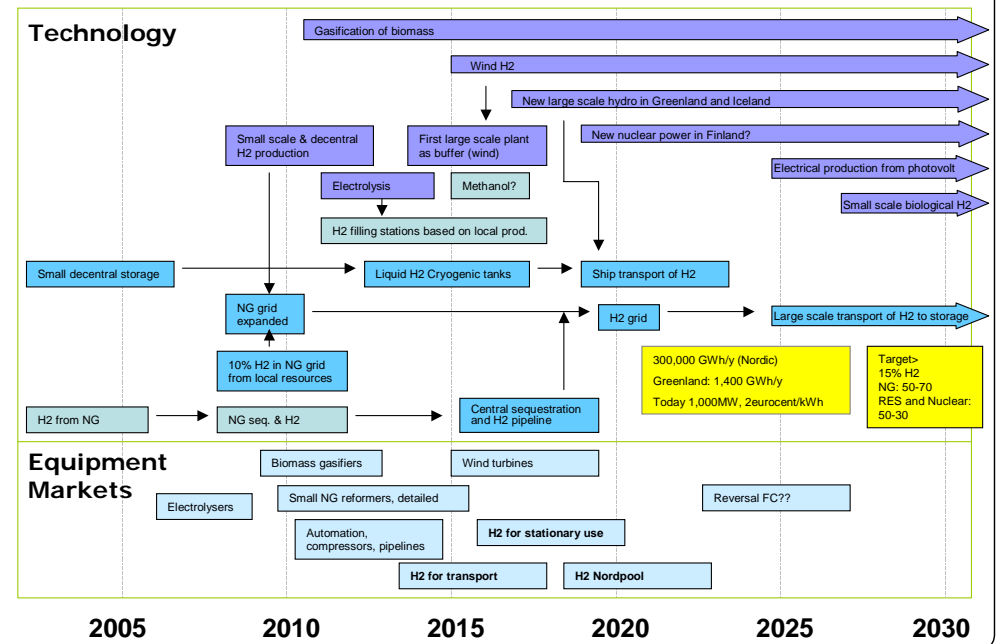 Technology
Gasification of biomass
Wind H2
New large scale hydro in Greenland and Iceland
Small scale & decentral
H2 production
First large scale plant
as buffer (wind)
New nuclear power in Finland?
Electrical production from photovolt
Electrolysis
Methanol?
Small scale biological H2
H2 filling stations based on local prod.
Small decentral storage
Liquid H2 Cryogenic tanks
Ship transport of H2
NG grid
expanded
H2 grid
Large scale transport of H2 to storage
10% H2 in NG grid
from local resources
300,000 GWh/y (Nordic)
Greenland: 1,400 GWh/y
Today 1,000MW, 2eurocent/kWh
Target>
15% H2
NG: 50-70
RES and Nuclear:
50-30
H2 from NG
NG seq. & H2
Central sequestration
and H2 pipeline
Equipment
Markets
Biomass gasifiers
Wind turbines
Electrolysers
Small NG reformers, detailed
Reversal FC??
Automation,
compressors, pipelines
H2 for stationary use
H2 for transport
H2 Nordpool
2005
2010
2015
2020
2025
2030